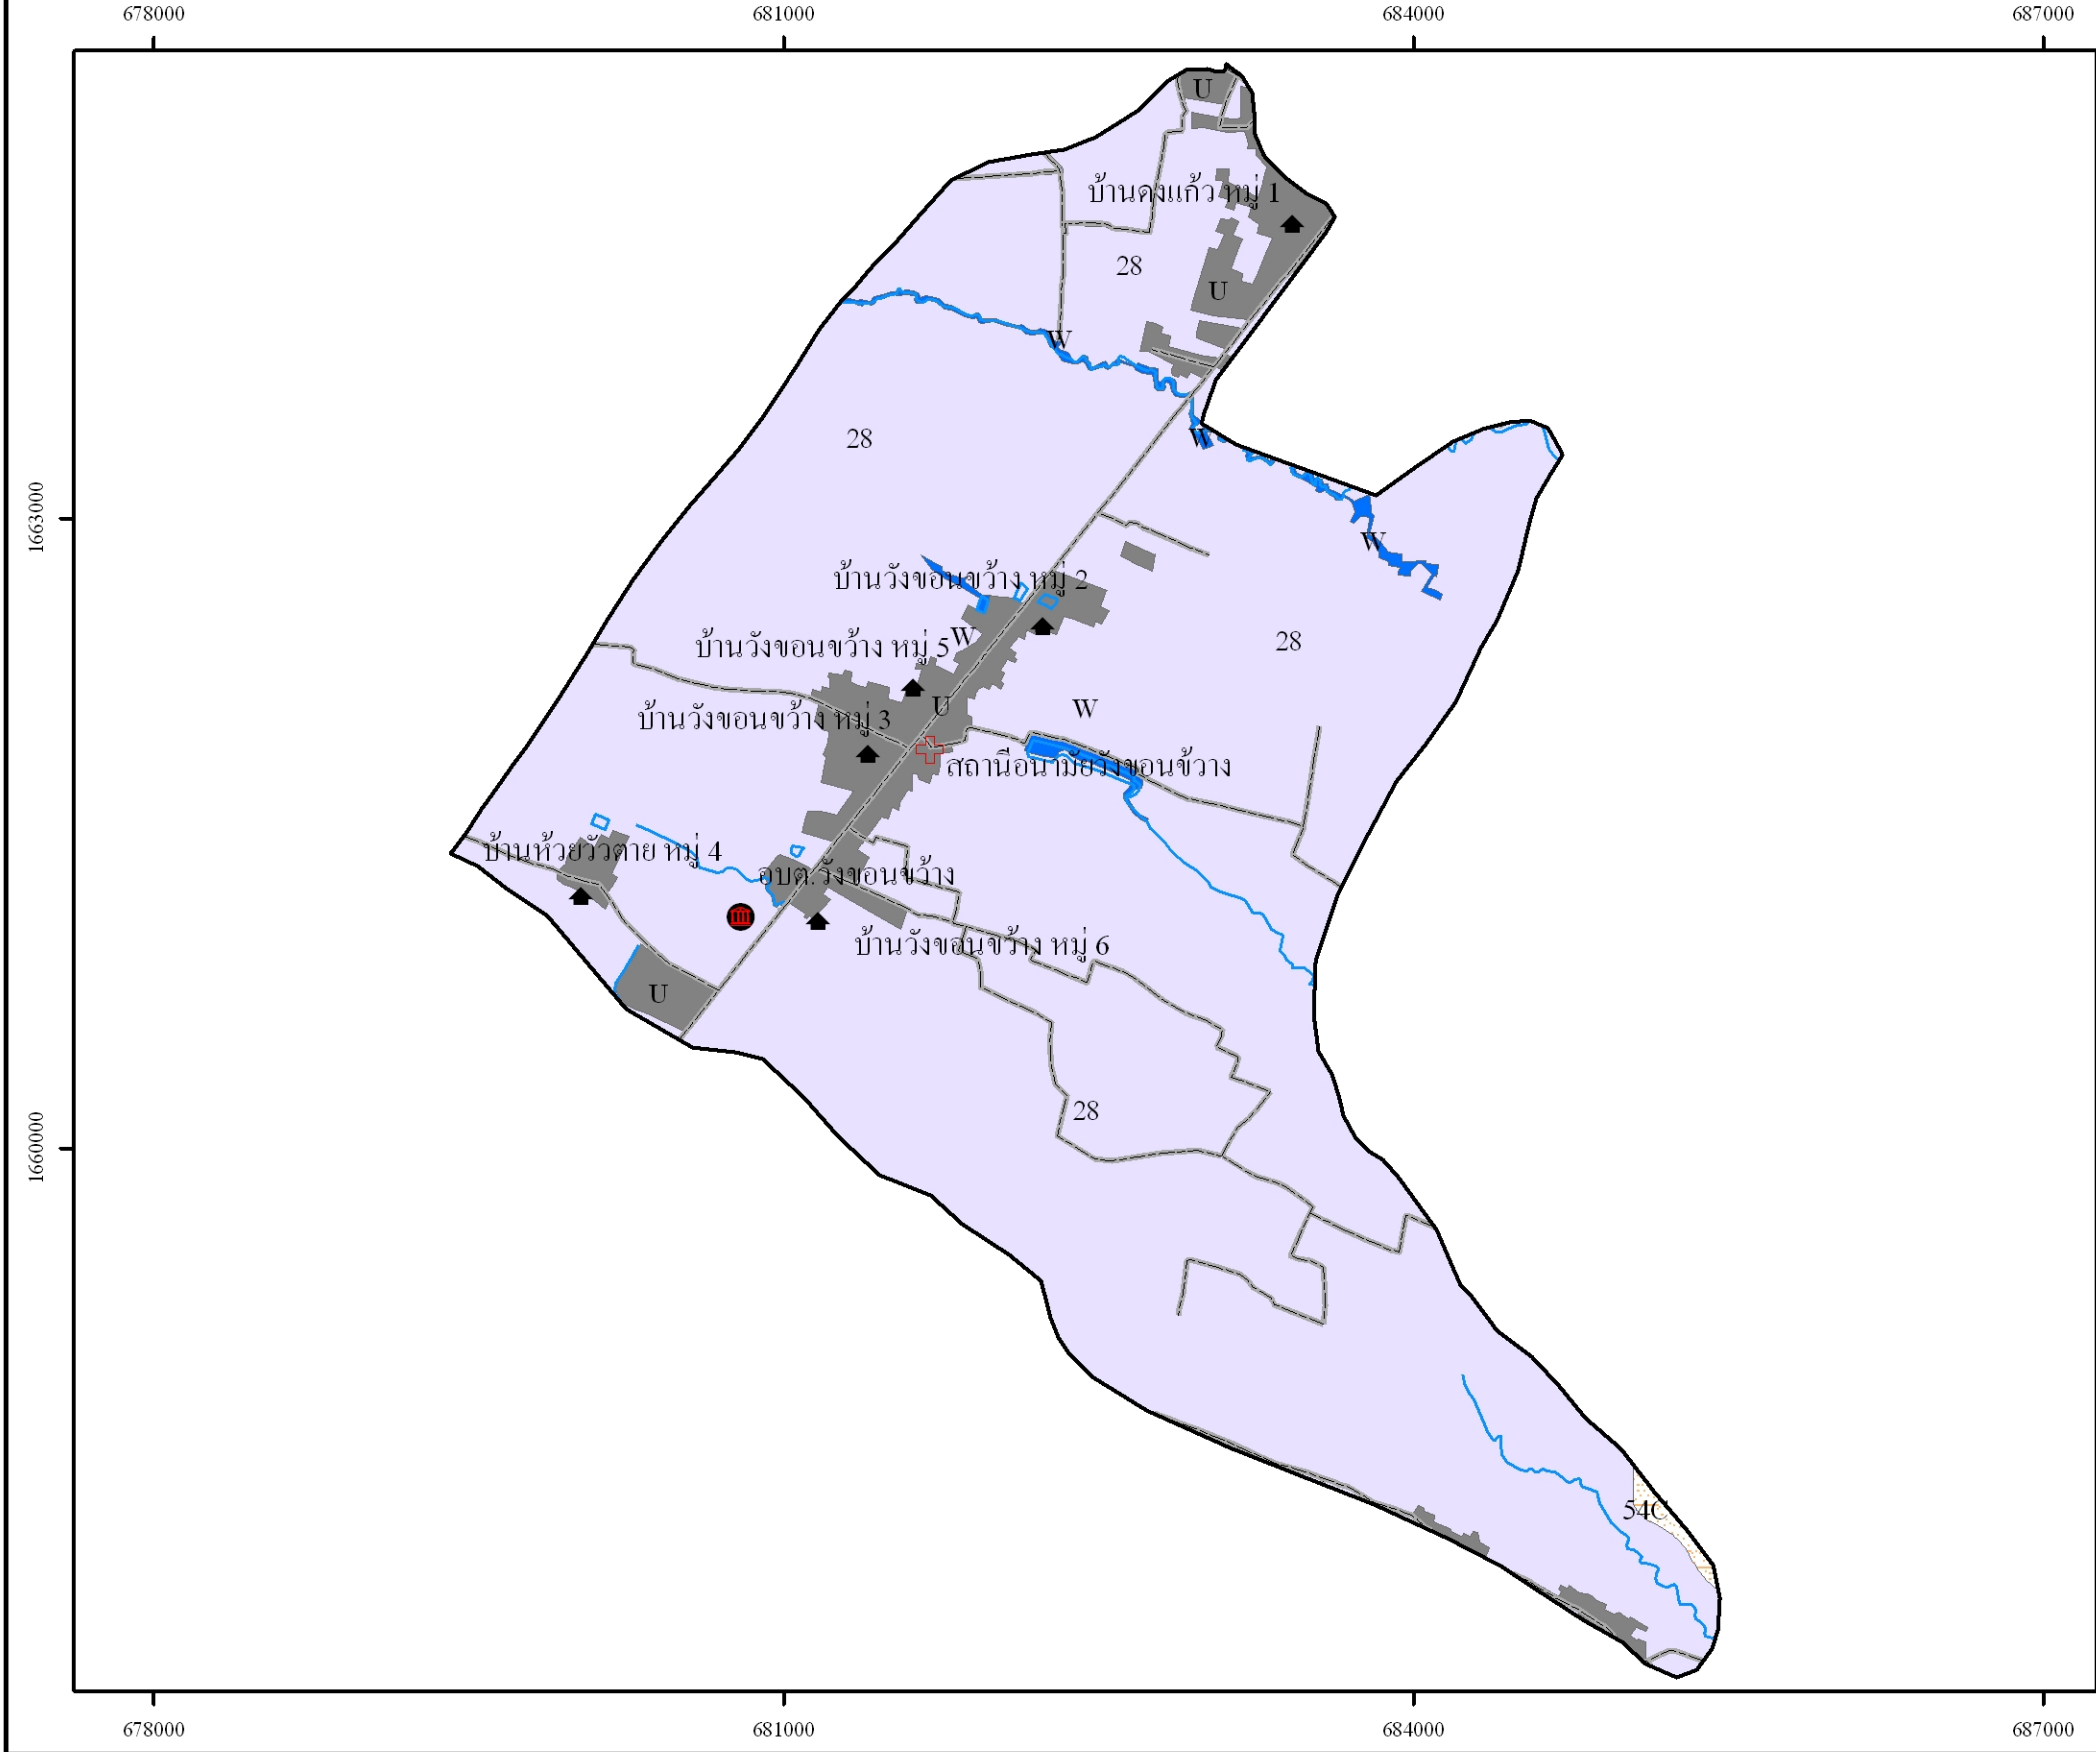 678000 681000 684000 687000
U
บ้านดงแก้ว หมู่ 1
28
U
W
28
W
1663000
W
บ้านวังขอนขว้าง หมู่ 2
W
28
บ้านวังขอนขว้าง หมู่ 5
U
W
บ้านวังขอนขว้าง หมู่ 3
สถานีอนามัยวังขอนข้วาง
บ้านห้วยวัวตาย หมู่ 4
อบต.วังขอนขว้าง
บ้านวังขอนขว้าง หมู่ 6
U
28
1660000
54C
678000 681000 684000 687000